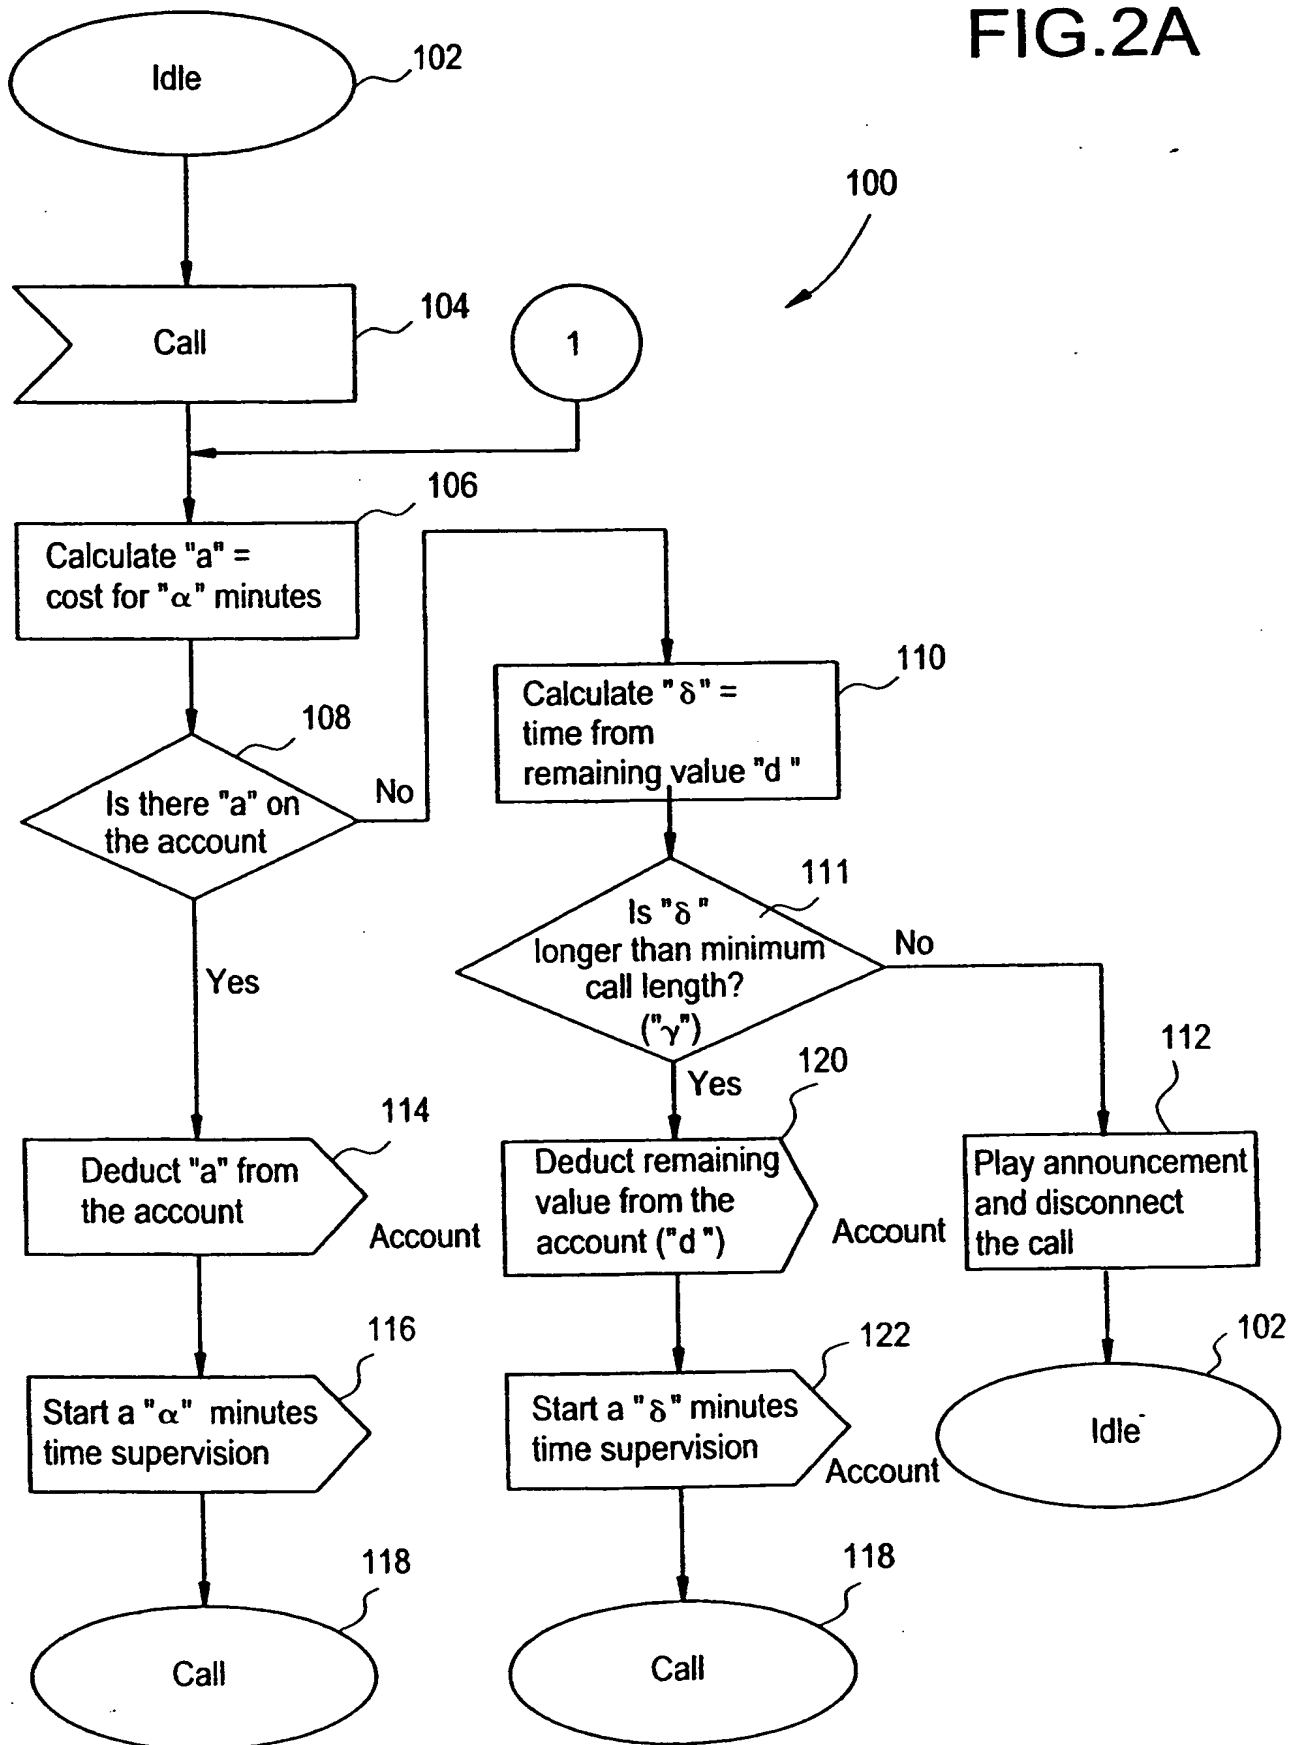 FIG.2A
Idle
102
100
Call
104
1
106
Calculate "a" =
cost for "α" minutes
110
Calculate "δ" =
time from
remaining value "d"
108
Is there "a" on
the account
No
111
Is "δ"
longer than minimum
call length?
("γ")
No
Yes
Yes
112
120
114
Deduct "a" from
the account
Account
Deduct remaining
value from the
account ("d")
Account
Play announcement
and disconnect
the call
116
Start a "α" minutes
time supervision
122
Start a "δ" minutes
time supervision
Account
102
Idle
118
Call
118
Call